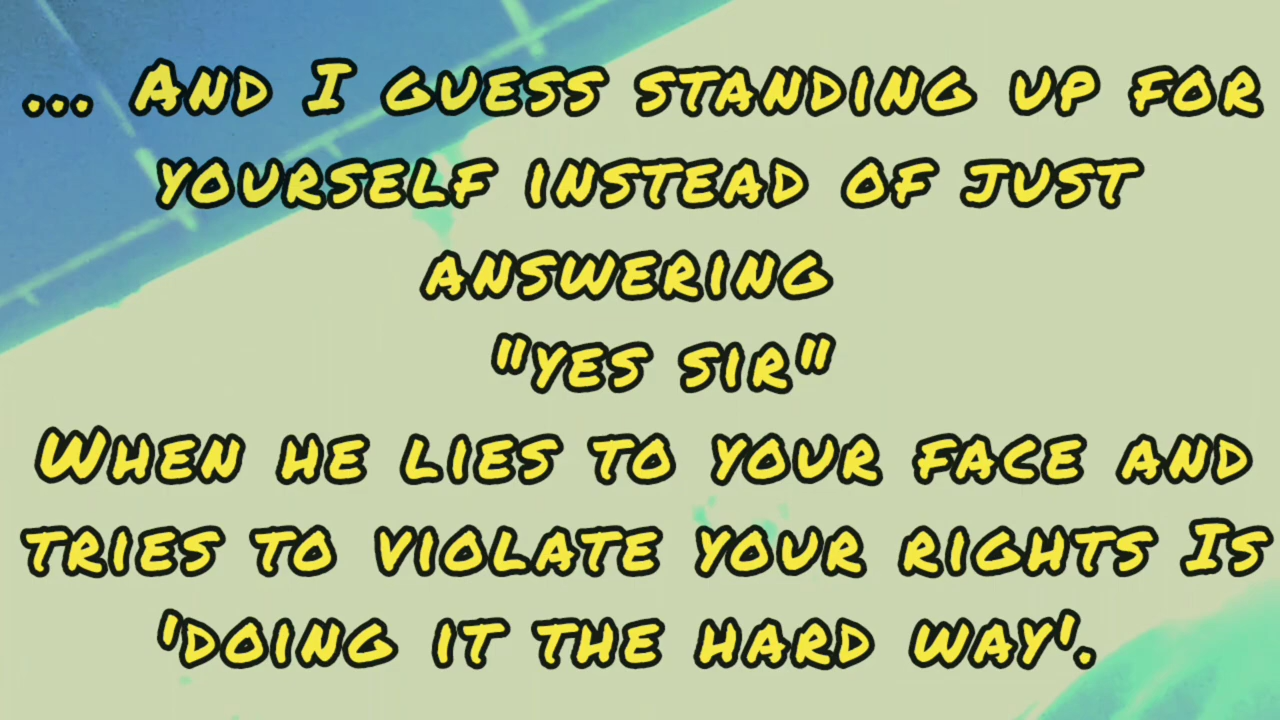 ... And I guess standing up for
yourself instead of just
answering
"yes sir"
When he lies to your face and
tries to violate your rights Is
'doing it the hard way'.